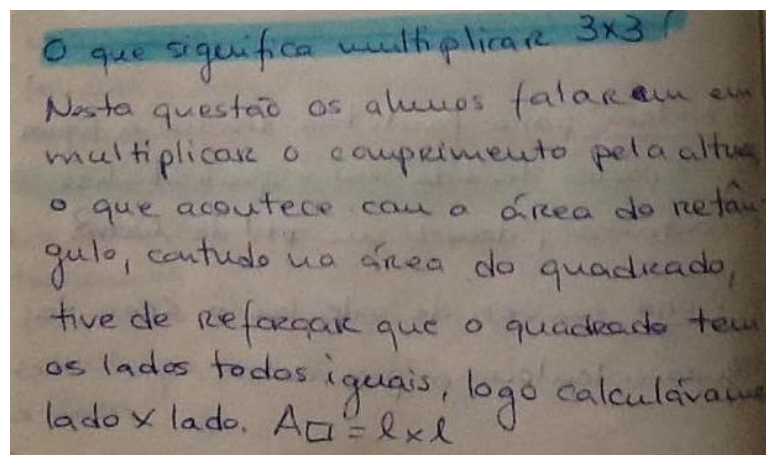 O que significa multiplicar 3x3?
Nesta questão os alunos falaram em
multiplicar o comprimento pela altura
o que acontece com a área do retân-
gulo, contudo na área do quadrado,
tive de reforçar que o quadrado tem
os lados todos iguais, logo calculávamos
lado x lado. A□ = l x l